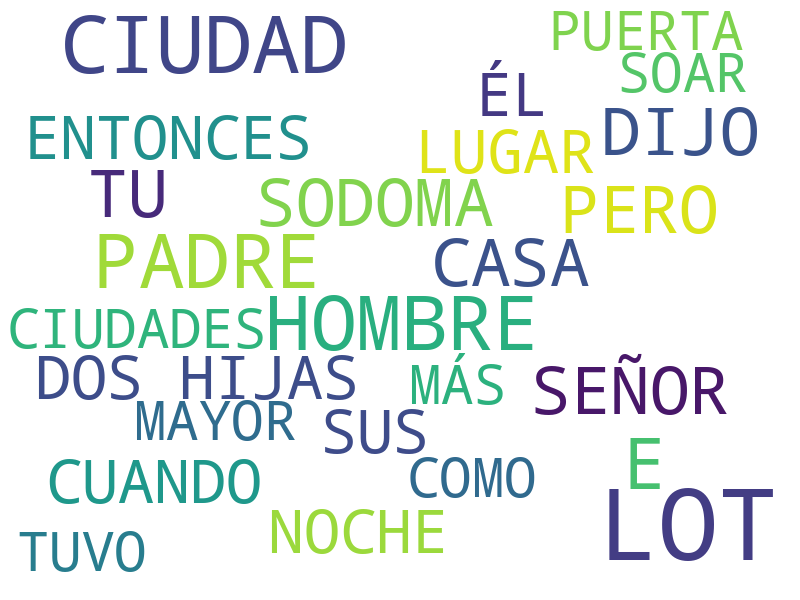 CIUDAD
PUERTA
SOAR
ÉL
DIJO
ENTONCES
LUGAR
TU
SODOMA
PERO
PADRE
CASA
CIUDADES
HOMBRE
DOS HIJAS
MÁS
SEÑOR
MAYOR
SUS
CUANDO
COMO
E
LOT
NOCHE
TUVO